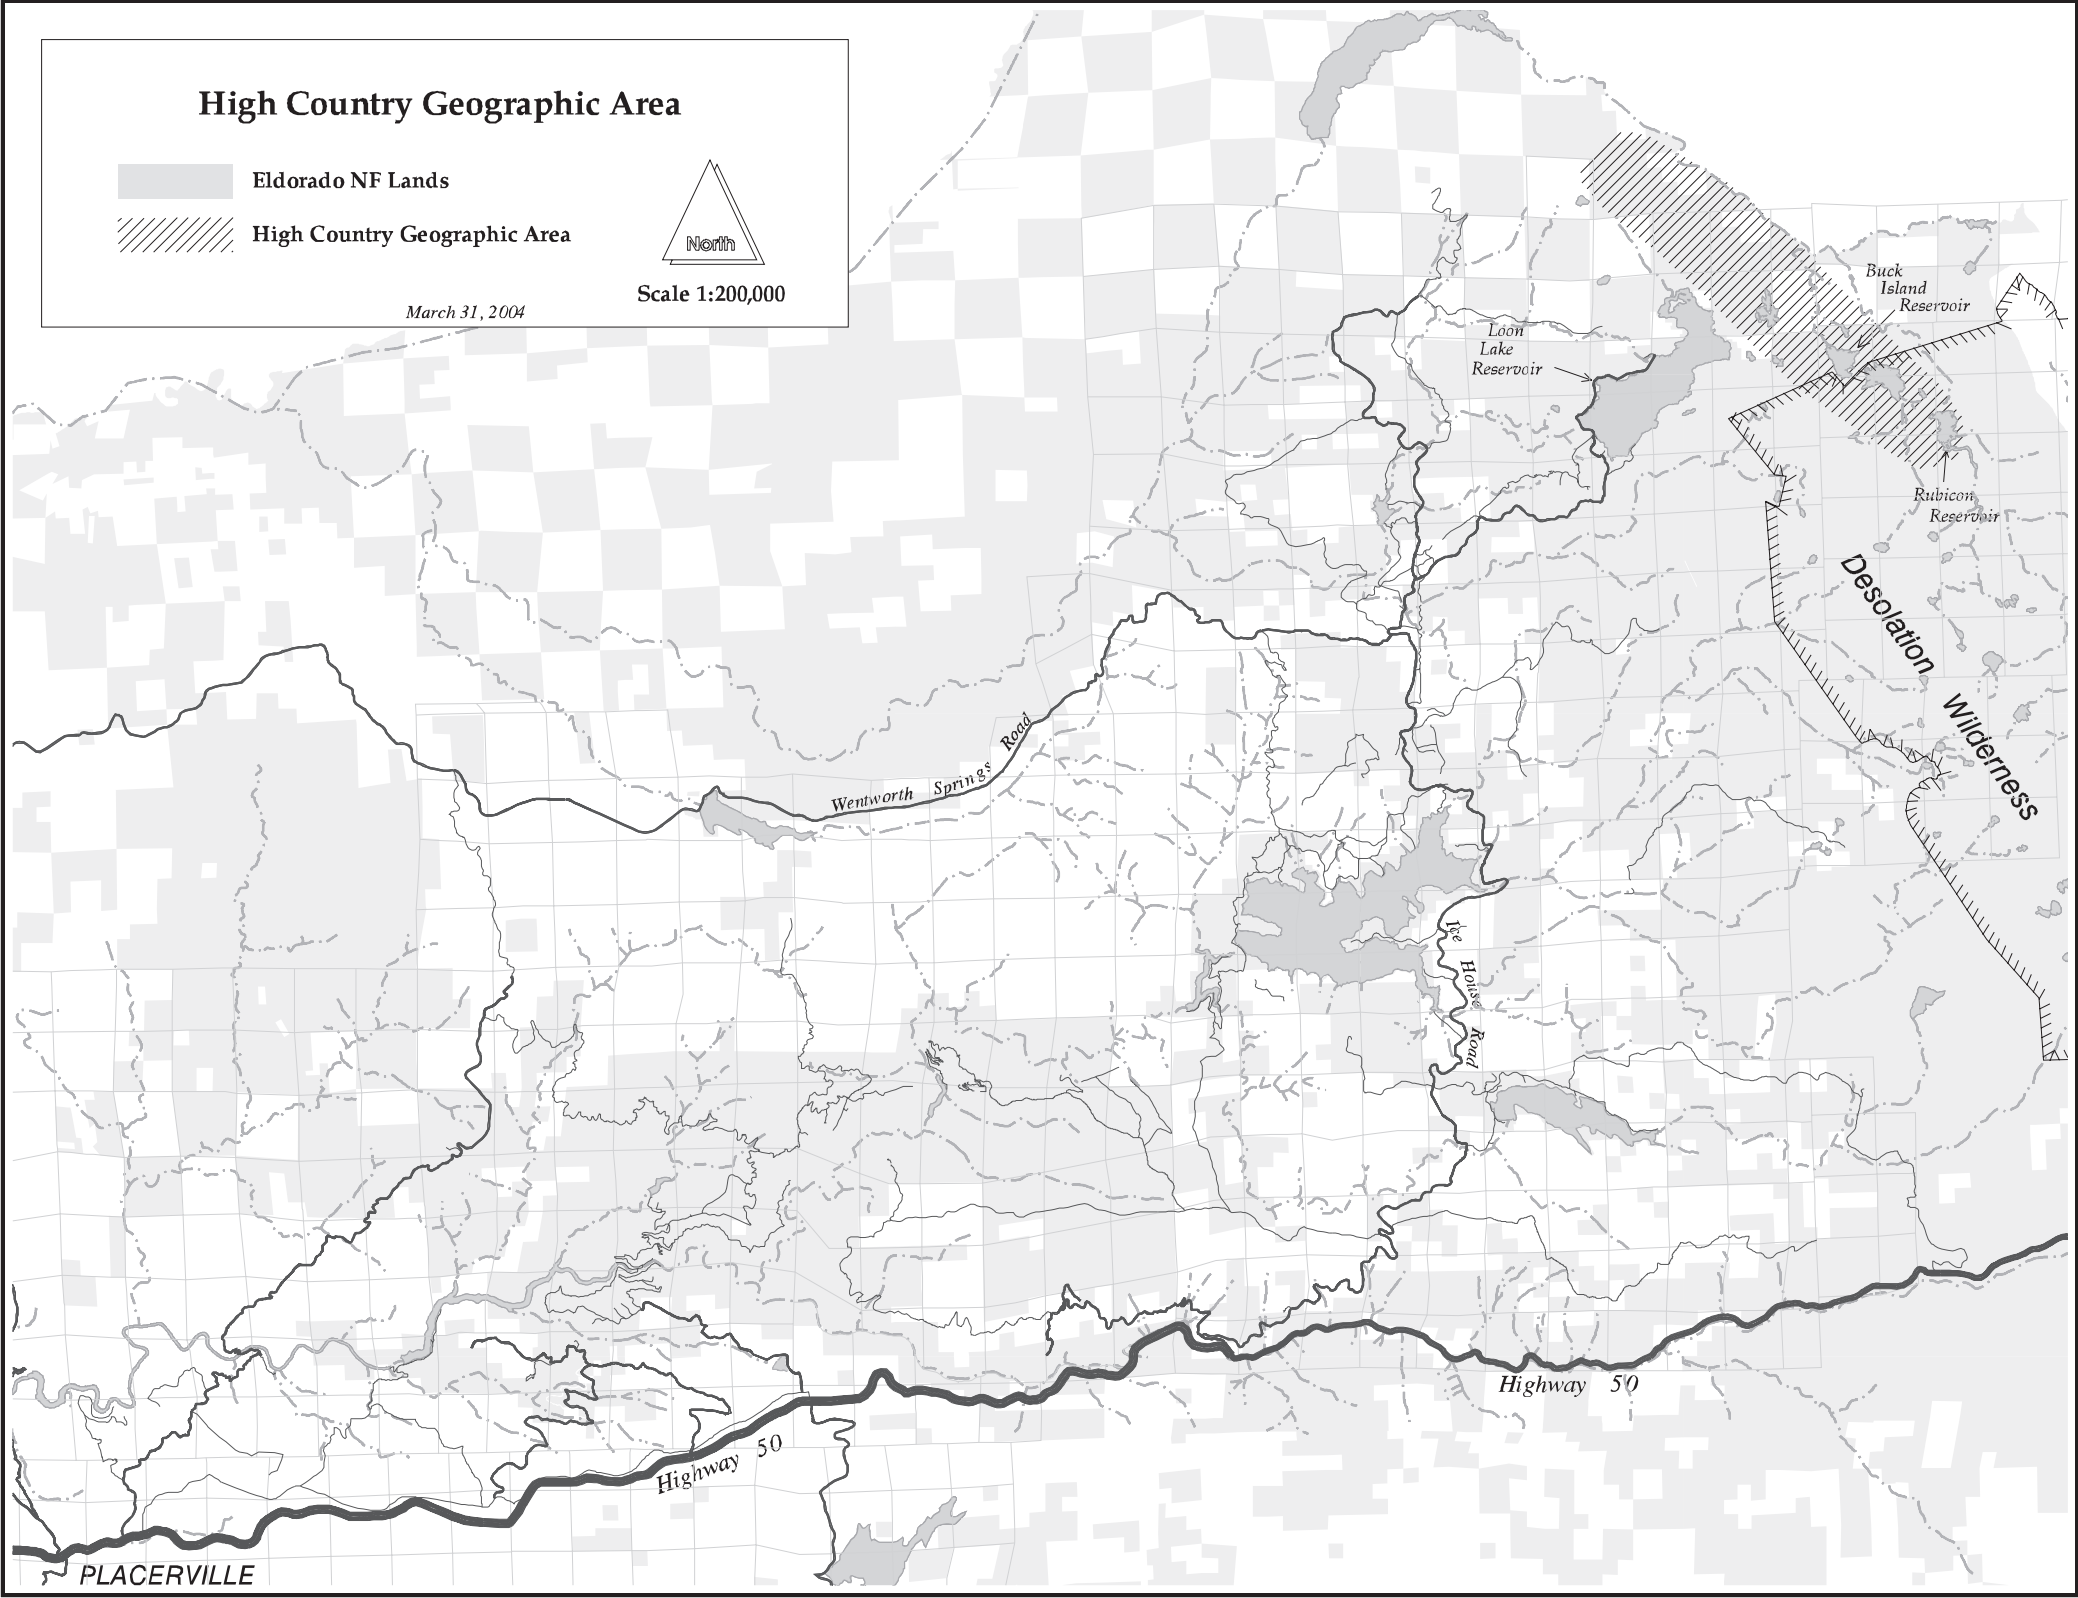 High Country Geographic Area
Eldorado NF Lands
High Country Geographic Area
North
Scale 1:200,000
March 31, 2004
Buck
Island
Reservoir
Loon
Lake
Reservoir
Rubicon
Reservoir
Desolation Wilderness
Wentworth Springs Road
Ice House Road
Highway 50
Highway 50
PLACERVILLE